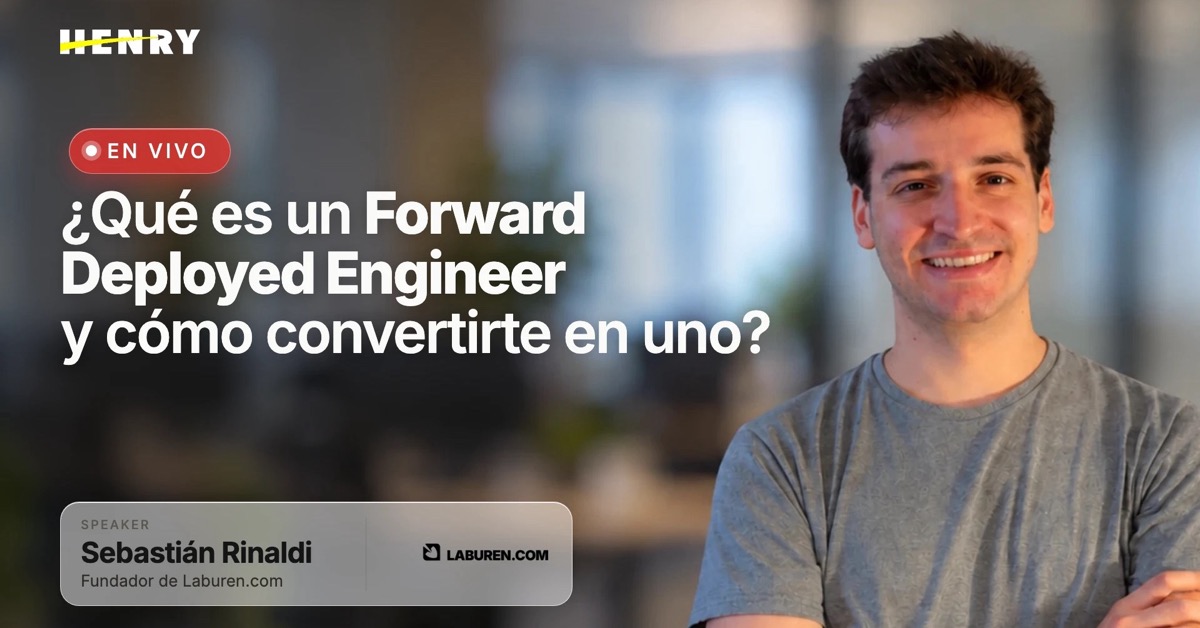 HENRY
EN VIVO
¿Qué es un Forward
Deployed Engineer
y cómo convertirte en uno?
SPEAKER
Sebastián Rinaldi
Fundador de Laburen.com
LABUREN.COM